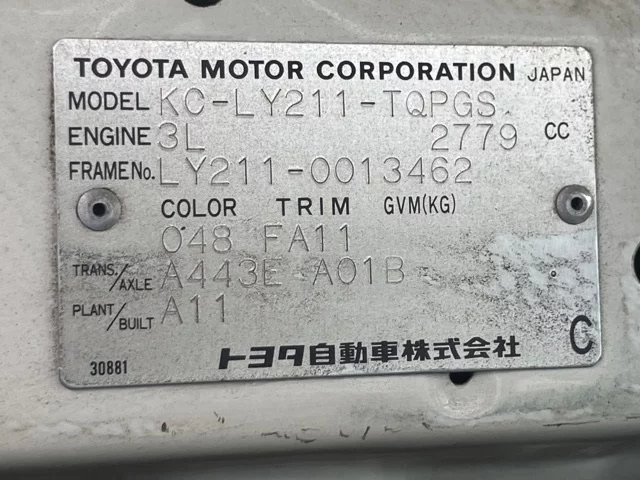 TOYOTA MOTOR CORPORATION JAPAN
MODEL KC-LY211-TQPGS
ENGINE 3L 2779 CC
FRAME No. LY211-0013462
COLOR TRIM GVM(KG)
048 FA11
TRANS./AXLE A443E A01B
PLANT/BUILT A11
30881 トヨタ自動車株式会社 C